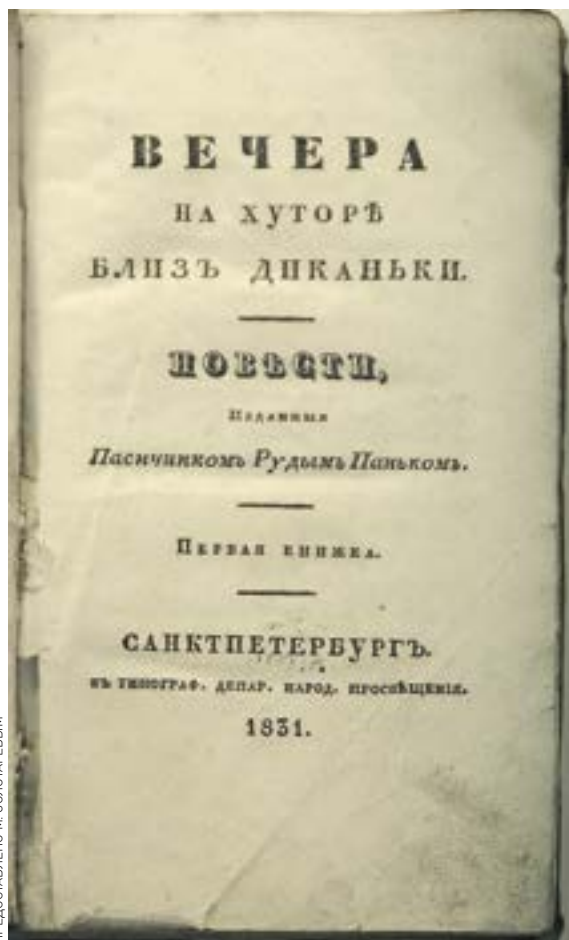 ВЕЧЕРА
НА ХУТОРѢ
БЛИЗЪ ДИКАНЬКИ.
ПОВѢСТИ,
Изданныя
Пасичникомъ Рудымъ Панькомъ.
Первая книжка.
САНКТПЕТЕРБУРГЪ.
въ типограф. депар. народ. просвѣщенія.
1831.
М. ЗОЛОТАРЕВЫМ